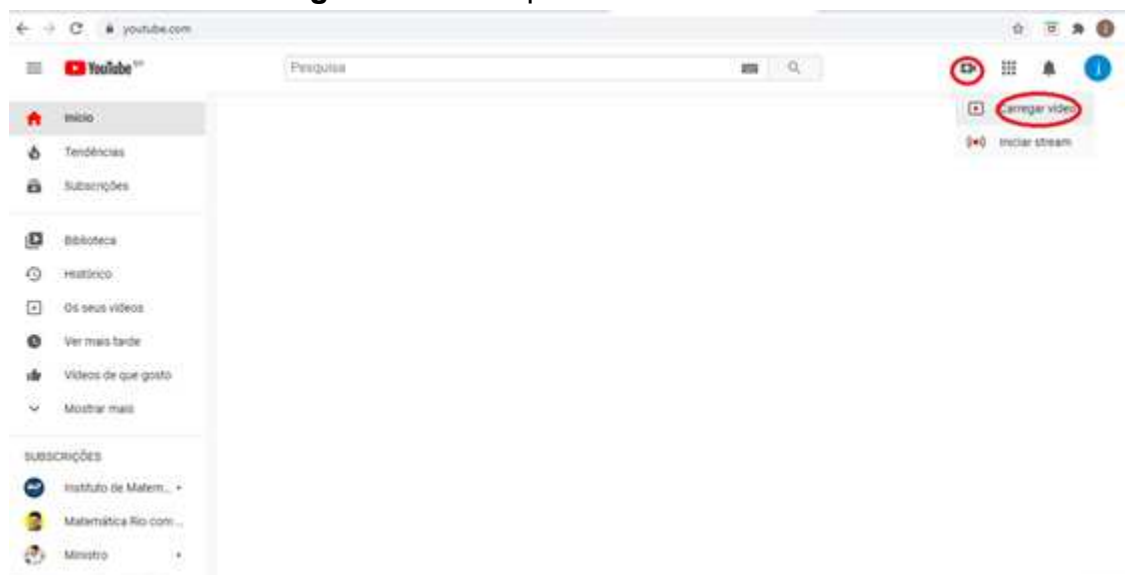 youtube.com
YouTube
Pesquisa
Carregar vídeo
Iniciar stream
Início
Tendências
Subscrições
Biblioteca
Histórico
Os seus vídeos
Ver mais tarde
Vídeos de que gosto
Mostrar mais
SUBSCRIÇÕES
Instituto de Matem...
Matemática Rio com ...
Ministro